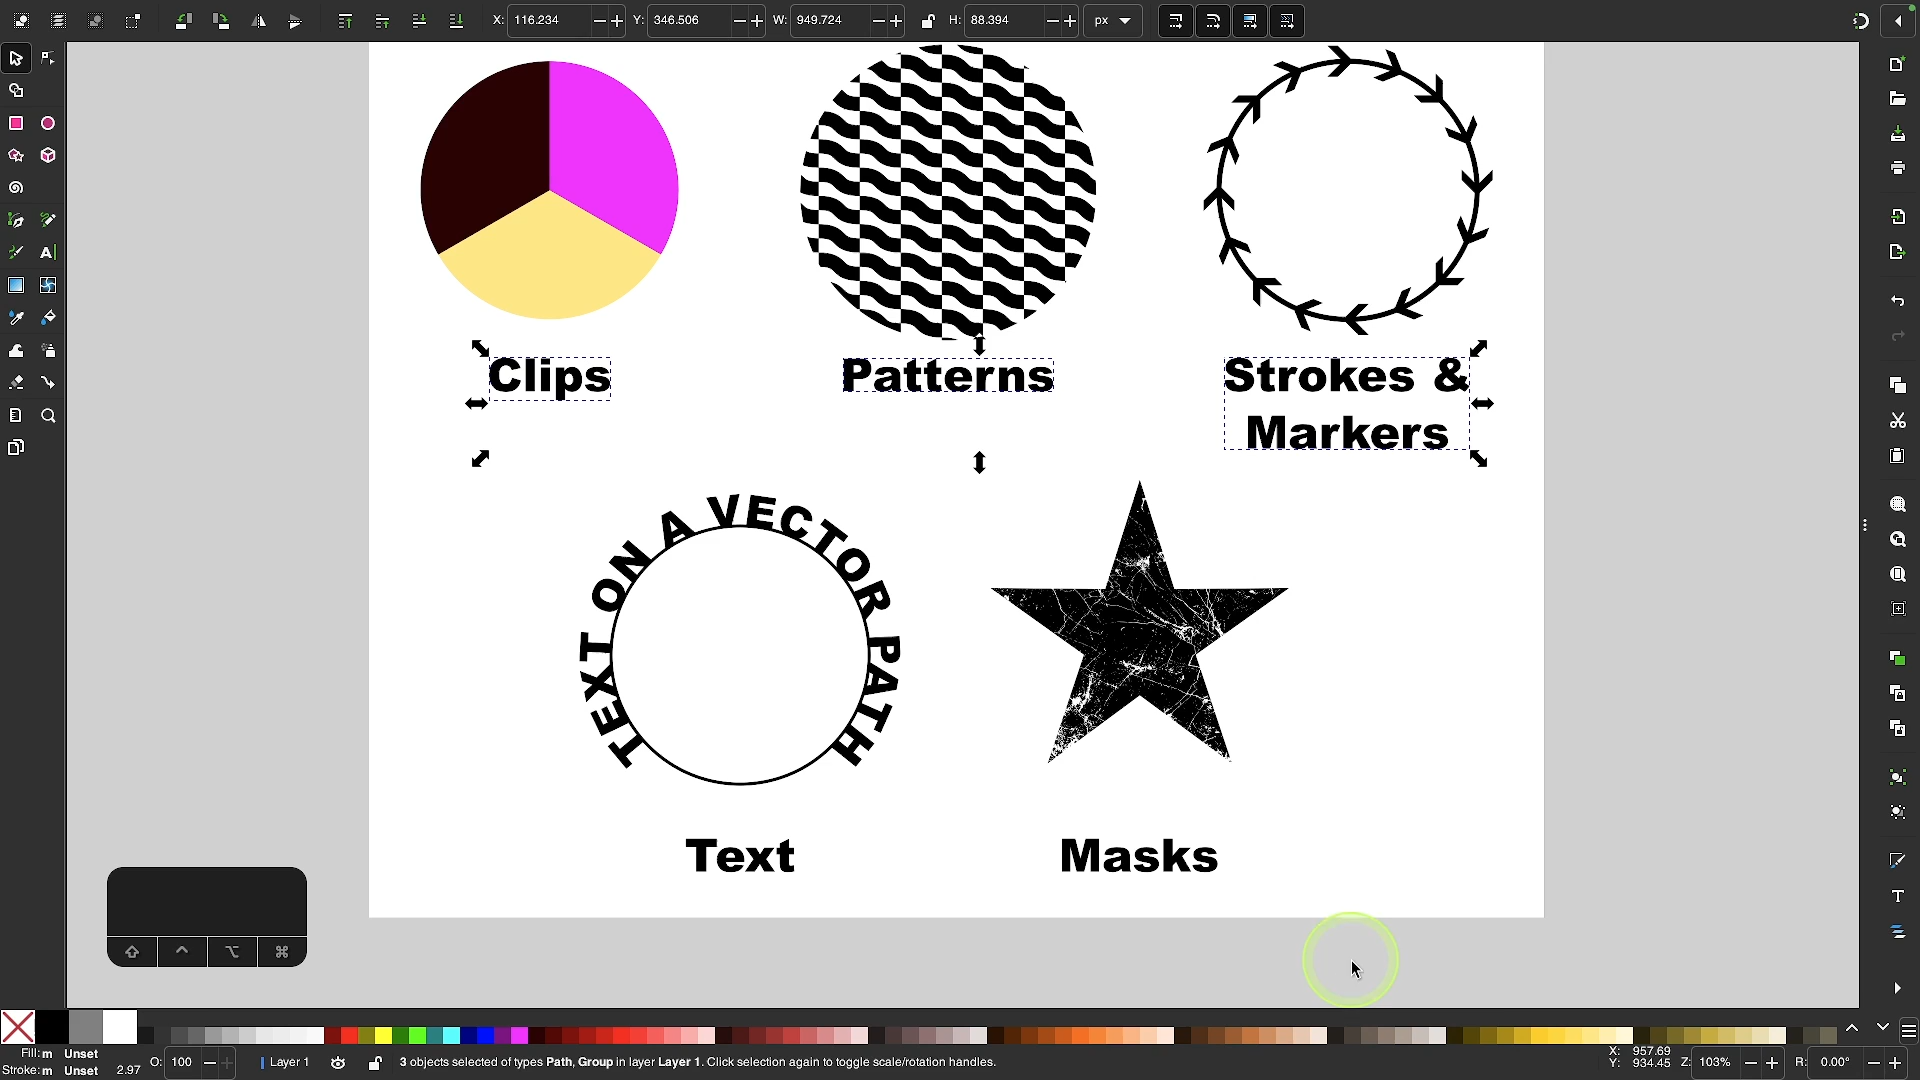 X: 116.234 Y: 346.506 W: 949.724 H: 88.394 px
Clips
Patterns
Strokes &
Markers
TEXT ON A VECTOR PATH
Text
Masks
Fill: m Unset
Stroke: m Unset 2.97
O: 100
Layer 1
3 objects selected of types Path, Group in layer Layer 1. Click selection again to toggle scale/rotation handles.
X: 957.69
Y: 934.45
Z: 103%
R: 0.00°